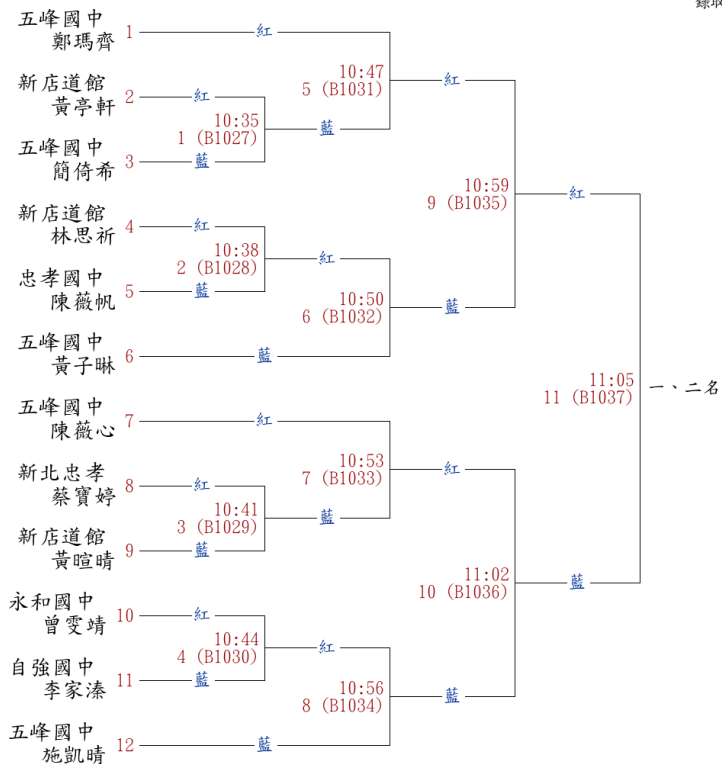 錄取
五峰國中
鄭瑪齊 1
紅
10:47
5 (B1031)
紅
新店道館
黃亭軒 2
紅
10:35
1 (B1027)
藍
五峰國中
簡倚希 3
藍
10:59
9 (B1035)
紅
新店道館
林思祈 4
紅
10:38
2 (B1028)
紅
忠孝國中
陳薇帆 5
藍
10:50
6 (B1032)
藍
五峰國中
黃子晽 6
藍
11:05
11 (B1037)
一、二名
五峰國中
陳薇心 7
紅
10:53
7 (B1033)
紅
新北忠孝
蔡寶婷 8
紅
10:41
3 (B1029)
藍
新店道館
黃暄晴 9
藍
11:02
10 (B1036)
藍
永和國中
曾雯靖 10
紅
10:44
4 (B1030)
紅
自強國中
李家溱 11
藍
10:56
8 (B1034)
藍
五峰國中
施凱晴 12
藍